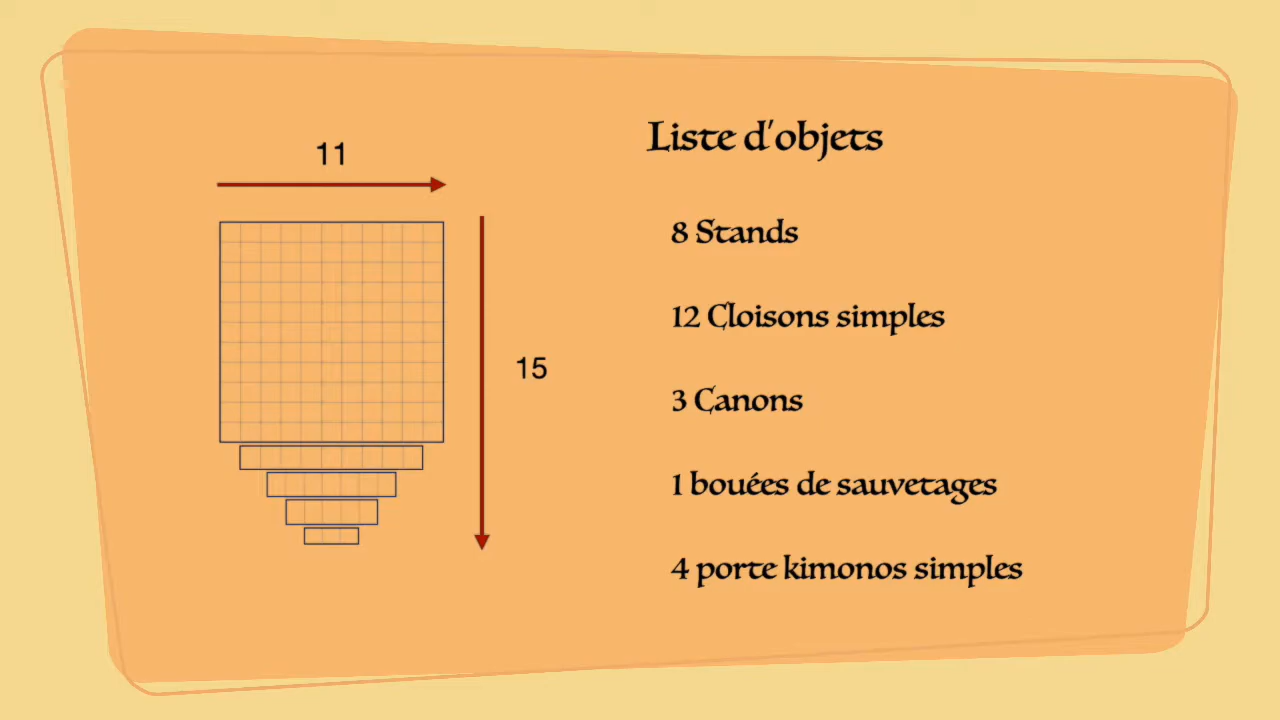 11
15
Liste d'objets
8 Stands
12 Cloisons simples
3 Canons
1 bouées de sauvetages
4 porte kimonos simples